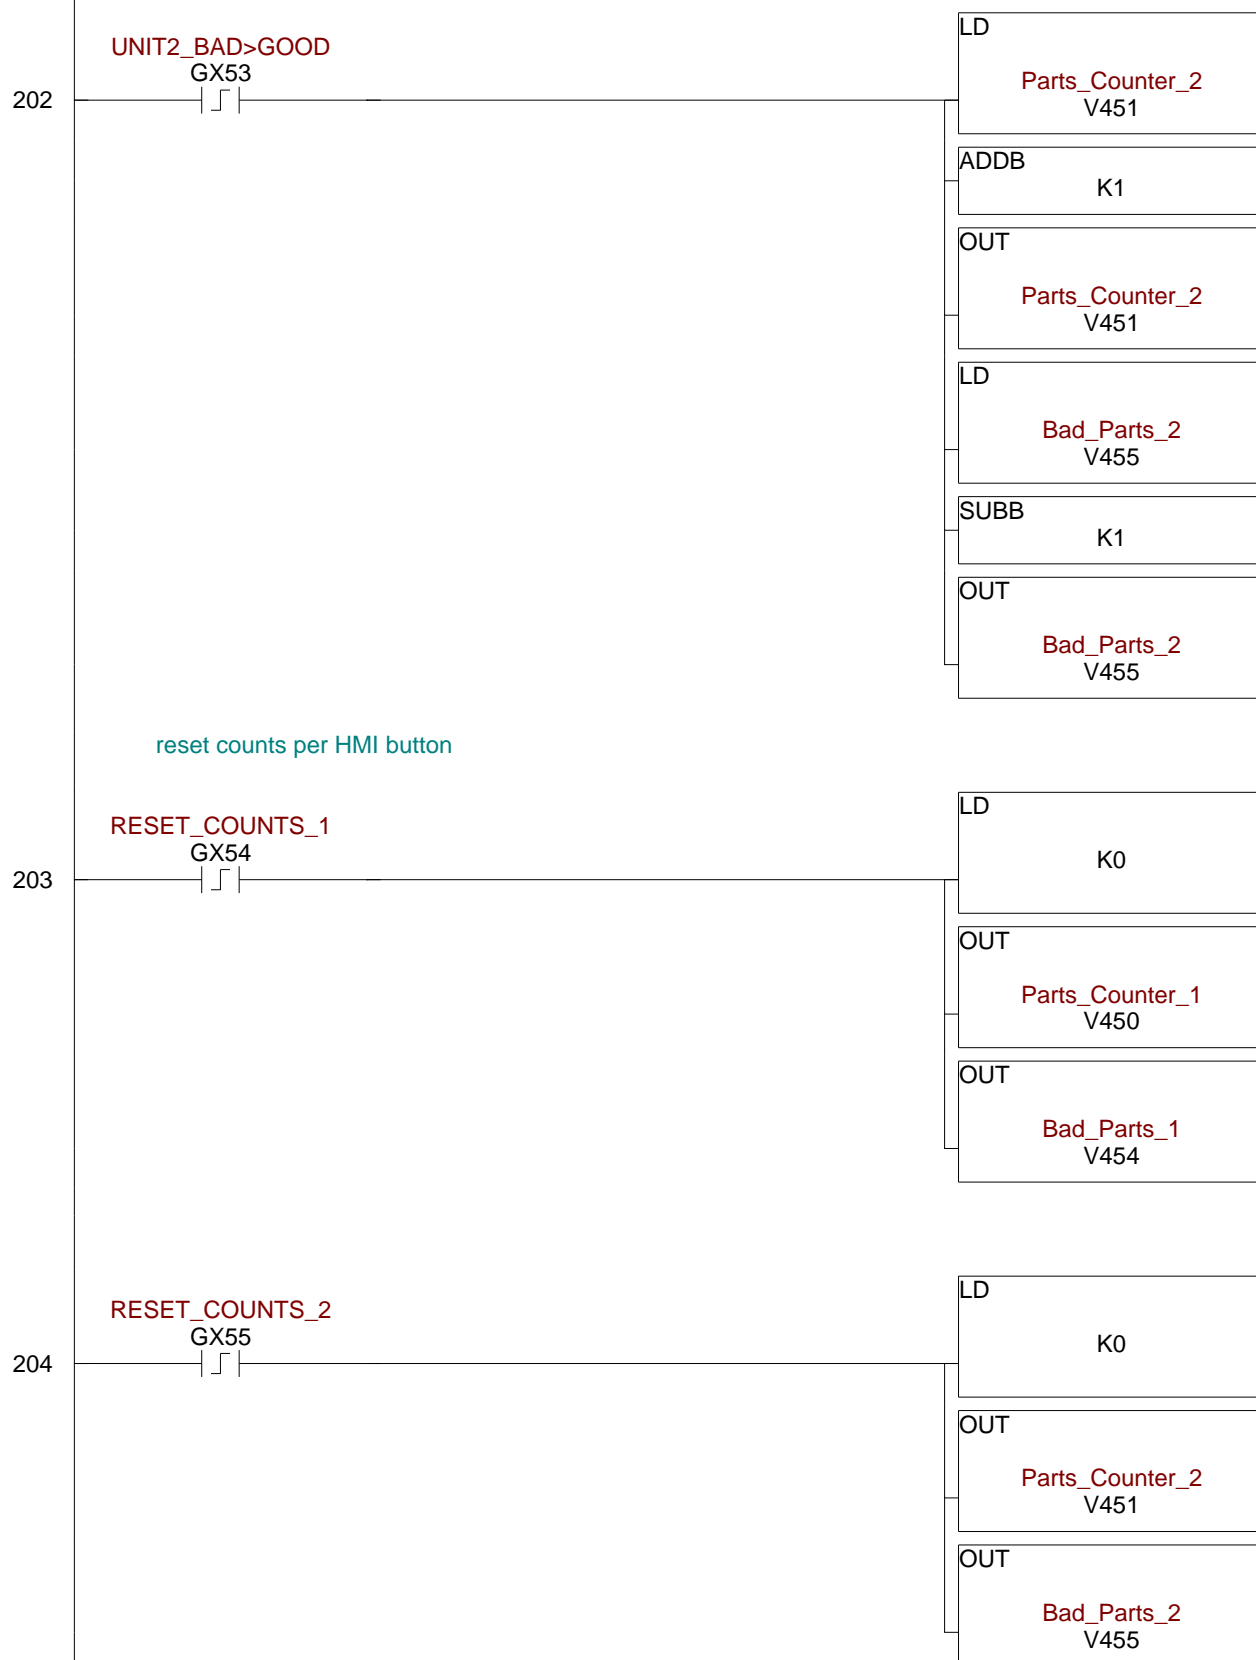 UNIT2_BAD>GOOD
GX53
202
LD
Parts_Counter_2
V451
ADDB
K1
OUT
Parts_Counter_2
V451
LD
Bad_Parts_2
V455
SUBB
K1
OUT
Bad_Parts_2
V455
reset counts per HMI button
RESET_COUNTS_1
GX54
203
LD
K0
OUT
Parts_Counter_1
V450
OUT
Bad_Parts_1
V454
RESET_COUNTS_2
GX55
204
LD
K0
OUT
Parts_Counter_2
V451
OUT
Bad_Parts_2
V455